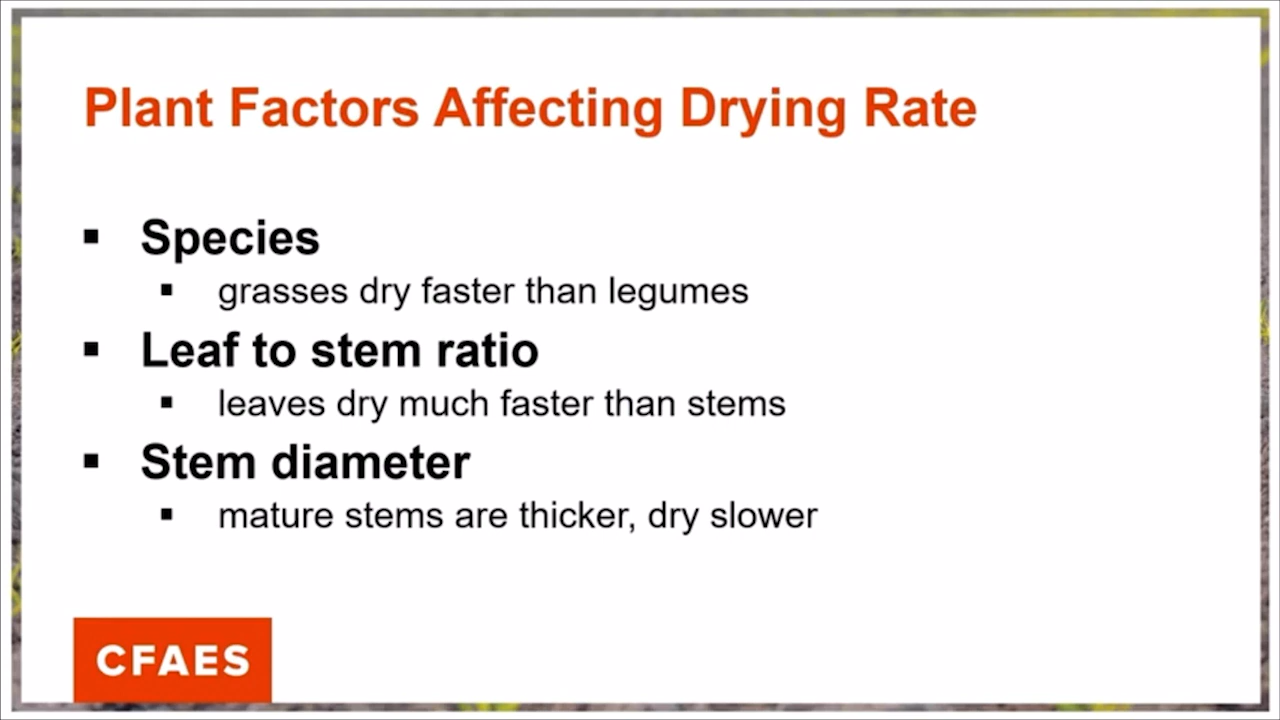 Plant Factors Affecting Drying Rate
▪ Species
▪ grasses dry faster than legumes
▪ Leaf to stem ratio
▪ leaves dry much faster than stems
▪ Stem diameter
▪ mature stems are thicker, dry slower
CFAES